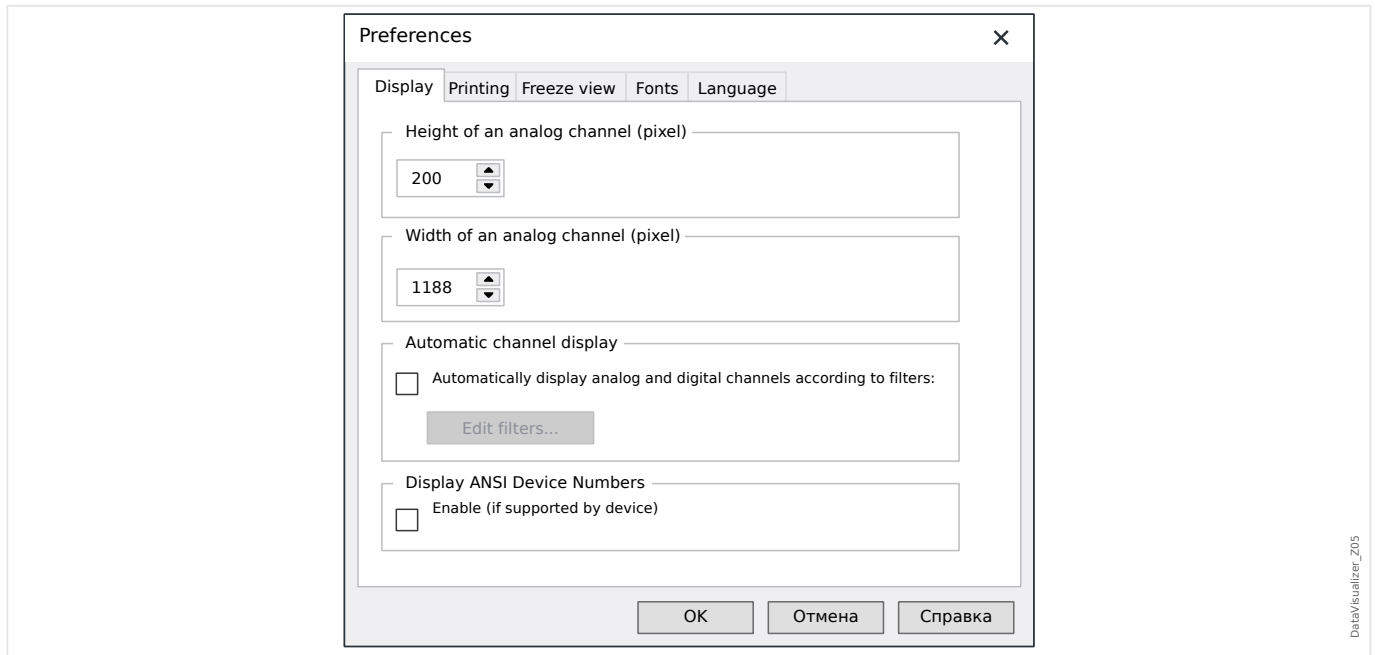 Preferences
Display Printing Freeze view Fonts Language
Height of an analog channel (pixel)
200
Width of an analog channel (pixel)
1188
Automatic channel display
Automatically display analog and digital channels according to filters:
Edit filters...
Display ANSI Device Numbers
Enable (if supported by device)
OK Отмена Справка
DataVisualizer_Z05